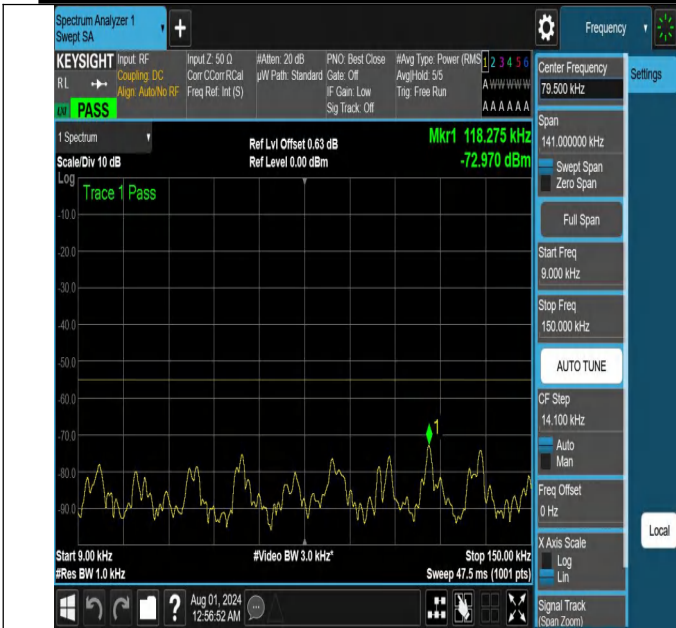 Spectrum Analyzer 1
Swept SA
+
Frequency
KEYSIGHT
RL
PASS
Input: RF
Coupling: DC
Align: Auto/No RF
Input Z: 50 Ω
Corr CCorr RCal
Freq Ref: Int (S)
#Atten: 20 dB
µW Path: Standard
PNO: Best Close
Gate: Off
IF Gain: Low
Sig Track: Off
#Avg Type: Power (RMS
Avg|Hold: 5/5
Trig: Free Run
1 2 3 4 5 6
A W W W W W
A A A A A A
1 Spectrum
Scale/Div 10 dB
Log
Ref Lvl Offset 0.63 dB
Ref Level 0.00 dBm
Mkr1 118.275 kHz
-72.970 dBm
Trace 1 Pass
-10.0
-20.0
-30.0
-40.0
-50.0
-60.0
-70.0
-80.0
-90.0
1
Start 9.00 kHz
#Res BW 1.0 kHz
#Video BW 3.0 kHz*
Stop 150.00 kHz
Sweep 47.5 ms (1001 pts)
Aug 01, 2024
12:56:52 AM
?
Center Frequency
79.500 kHz
Settings
Span
141.000000 kHz
Swept Span
Zero Span
Full Span
Start Freq
9.000 kHz
Stop Freq
150.000 kHz
AUTO TUNE
CF Step
14.100 kHz
Auto
Man
Freq Offset
0 Hz
X Axis Scale
Log
Lin
Local
Signal Track
(Span Zoom)